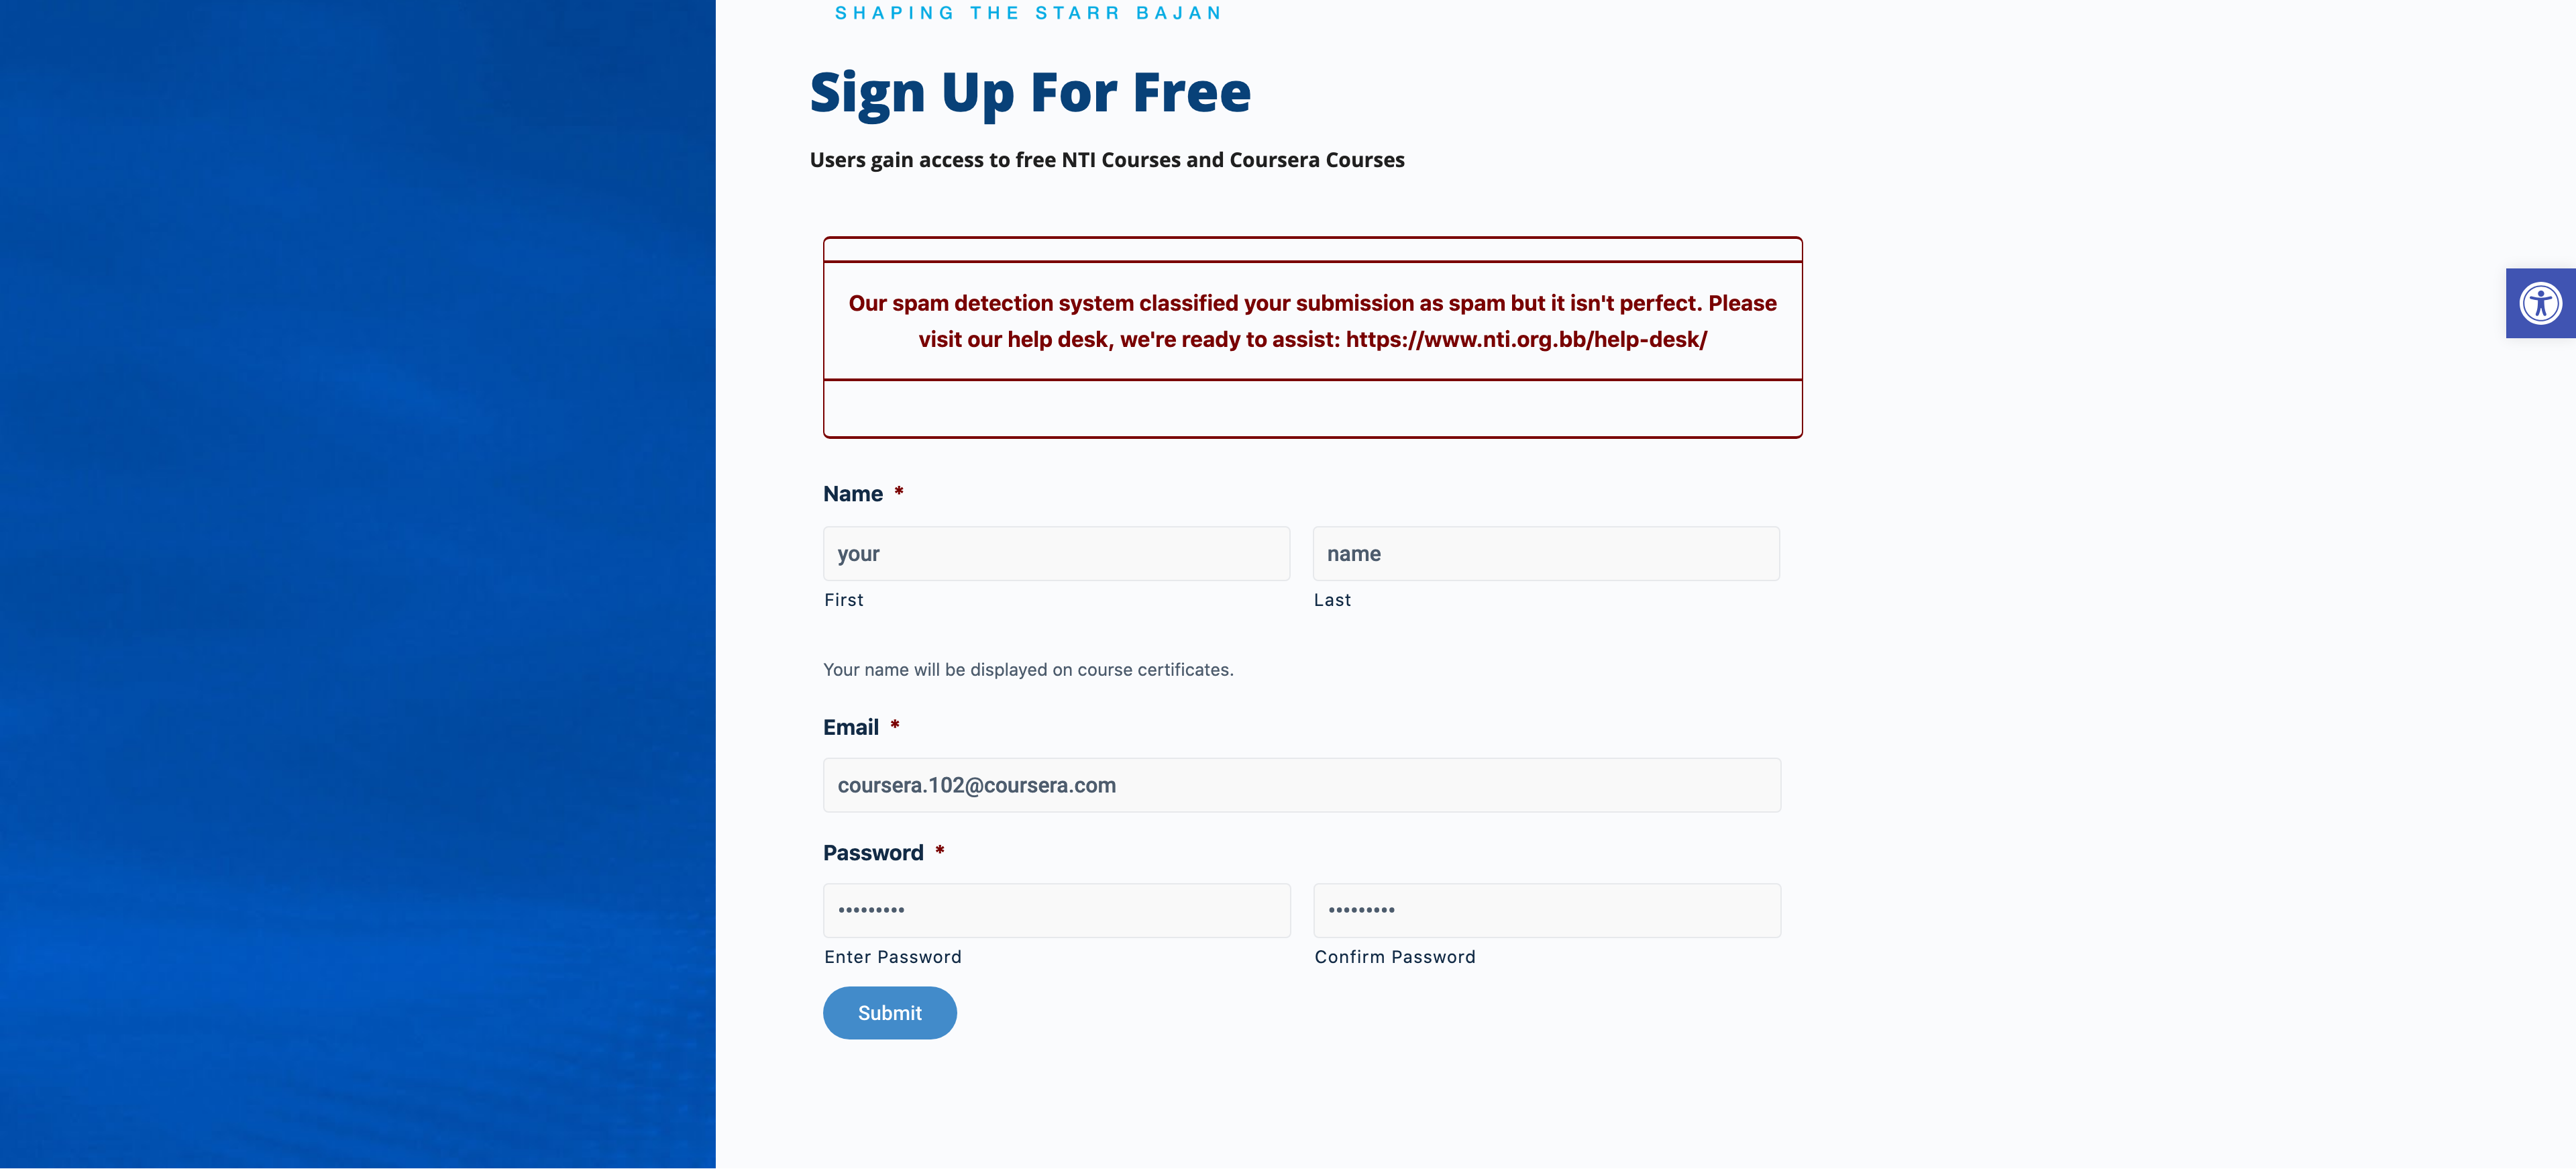 SHAPING THE STARR BAJAN
Sign Up For Free
Users gain access to free NTI Courses and Coursera Courses
Our spam detection system classified your submission as spam but it isn't perfect. Please
visit our help desk, we're ready to assist: https://www.nti.org.bb/help-desk/
Name *
your
name
First
Last
Your name will be displayed on course certificates.
Email *
coursera.102@coursera.com
Password *
•••••••••
•••••••••
Enter Password
Confirm Password
Submit